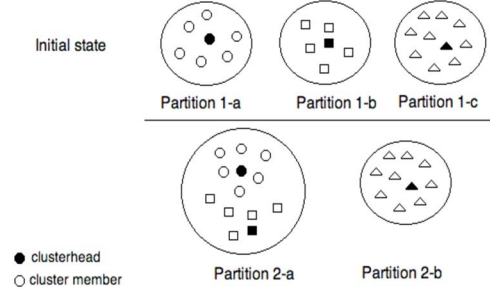 Initial state
Partition 1-a
Partition 1-b
Partition 1-c
Partition 2-a
Partition 2-b
clusterhead
cluster member